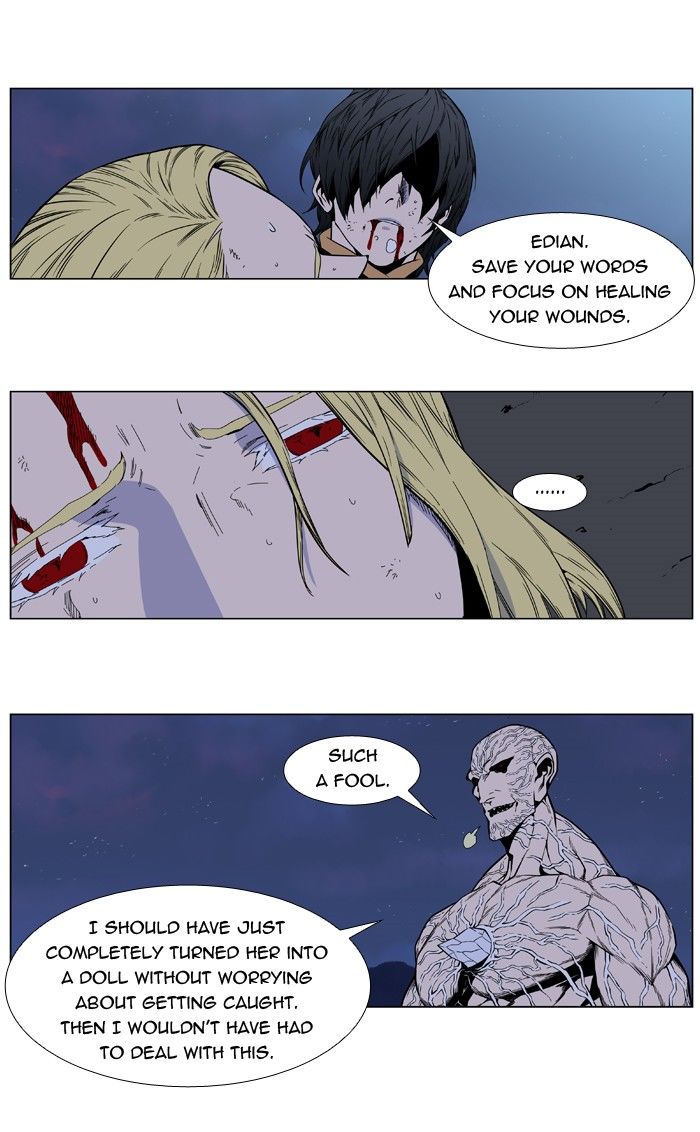 EDIAN.
SAVE YOUR WORDS
AND FOCUS ON HEALING
YOUR WOUNDS.
......
SUCH
A FOOL.
I SHOULD HAVE JUST
COMPLETELY TURNED HER INTO
A DOLL WITHOUT WORRYING
ABOUT GETTING CAUGHT.
THEN I WOULDN'T HAVE HAD
TO DEAL WITH THIS.